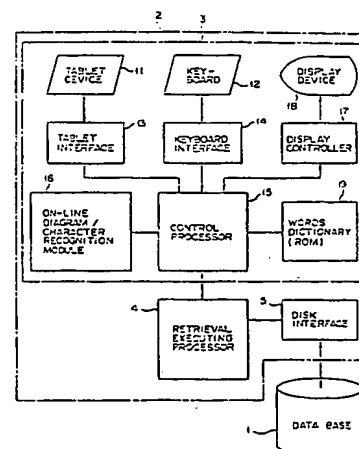 2
3
TABLET DEVICE
11
KEY-
BOARD
12
DISPLAY
DEVICE
18
17
TABLET
INTERFACE
13
KEYBOARD
INTERFACE
14
DISPLAY
CONTROLLER
16
15
19
ON-LINE
DIAGRAM /
CHARACTER
RECOGNITION
MODULE
CONTROL
PROCESSOR
WORDS
DICTIONARY
(ROM)
4
5
RETRIEVAL
EXECUTING
PROCESSOR
DISK
INTERFACE
1
DATA BASE